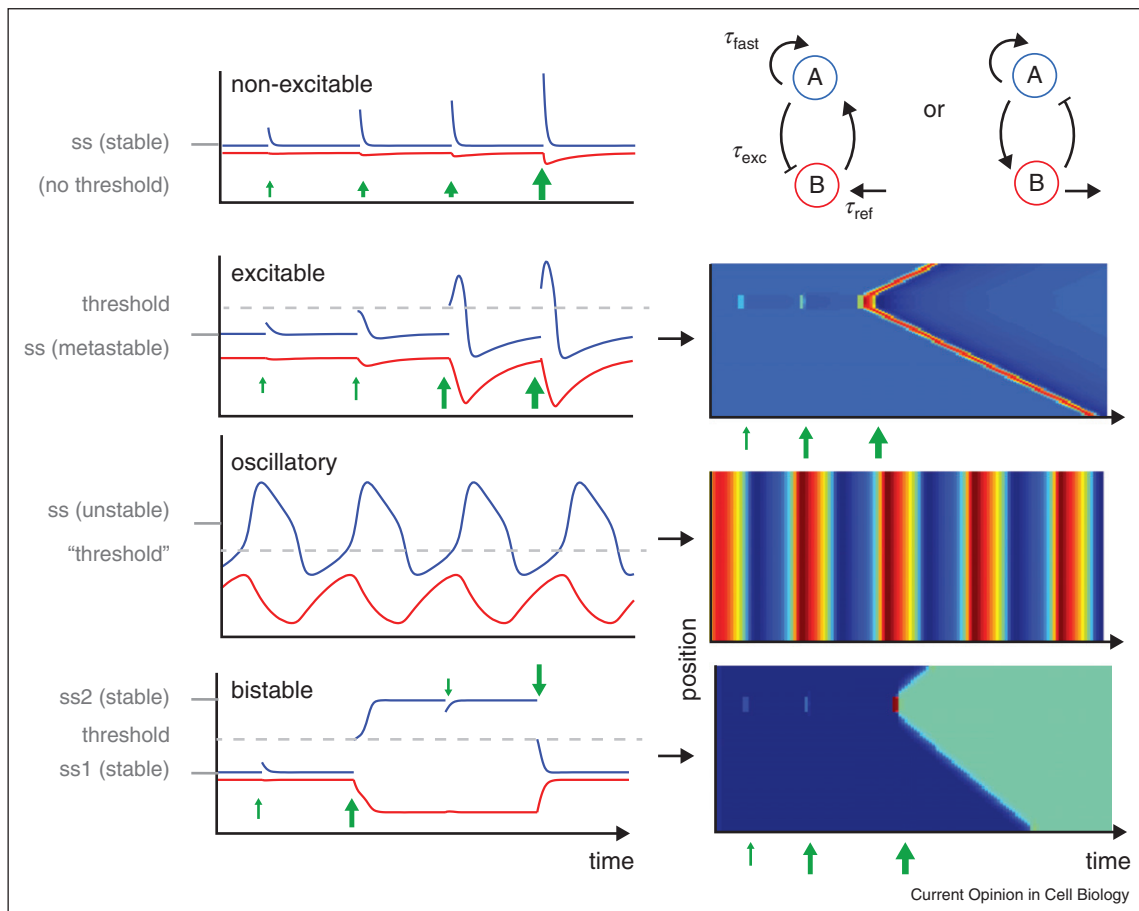 non-excitable
ss (stable)
(no threshold)
τfast
A
τexc
B
τref
or
A
B
excitable
threshold
ss (metastable)
oscillatory
ss (unstable)
“threshold”
position
bistable
ss2 (stable)
threshold
ss1 (stable)
time
time
Current Opinion in Cell Biology